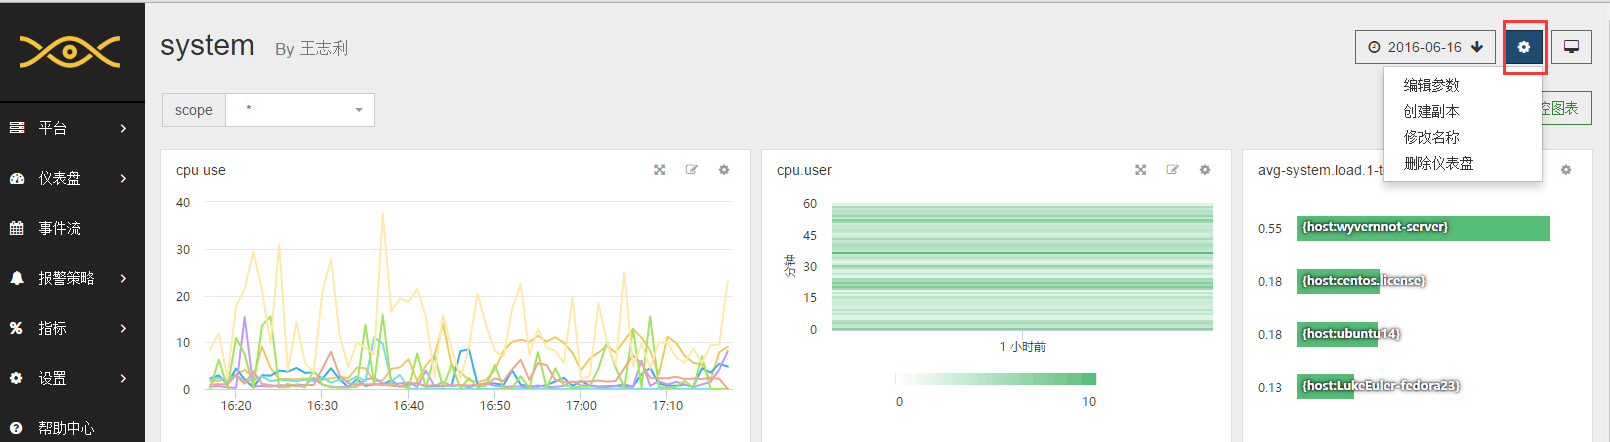 system By 王志利
2016-06-16
scope *
编辑参数
创建副本
修改名称
删除仪表盘
空图表
平台
仪表盘
事件流
报警策略
指标
设置
帮助中心
cpu use
40
30
20
10
0
16:20 16:30 16:40 16:50 17:00 17:10
cpu.user
分钟
60
45
30
15
0
1 小时前
0 10
avg-system.load.1-t
0.55 {host:wyvernnot-server}
0.18 {host:centos.license}
0.18 {host:ubuntu14}
0.13 {host:LukeEuler-fedora23}